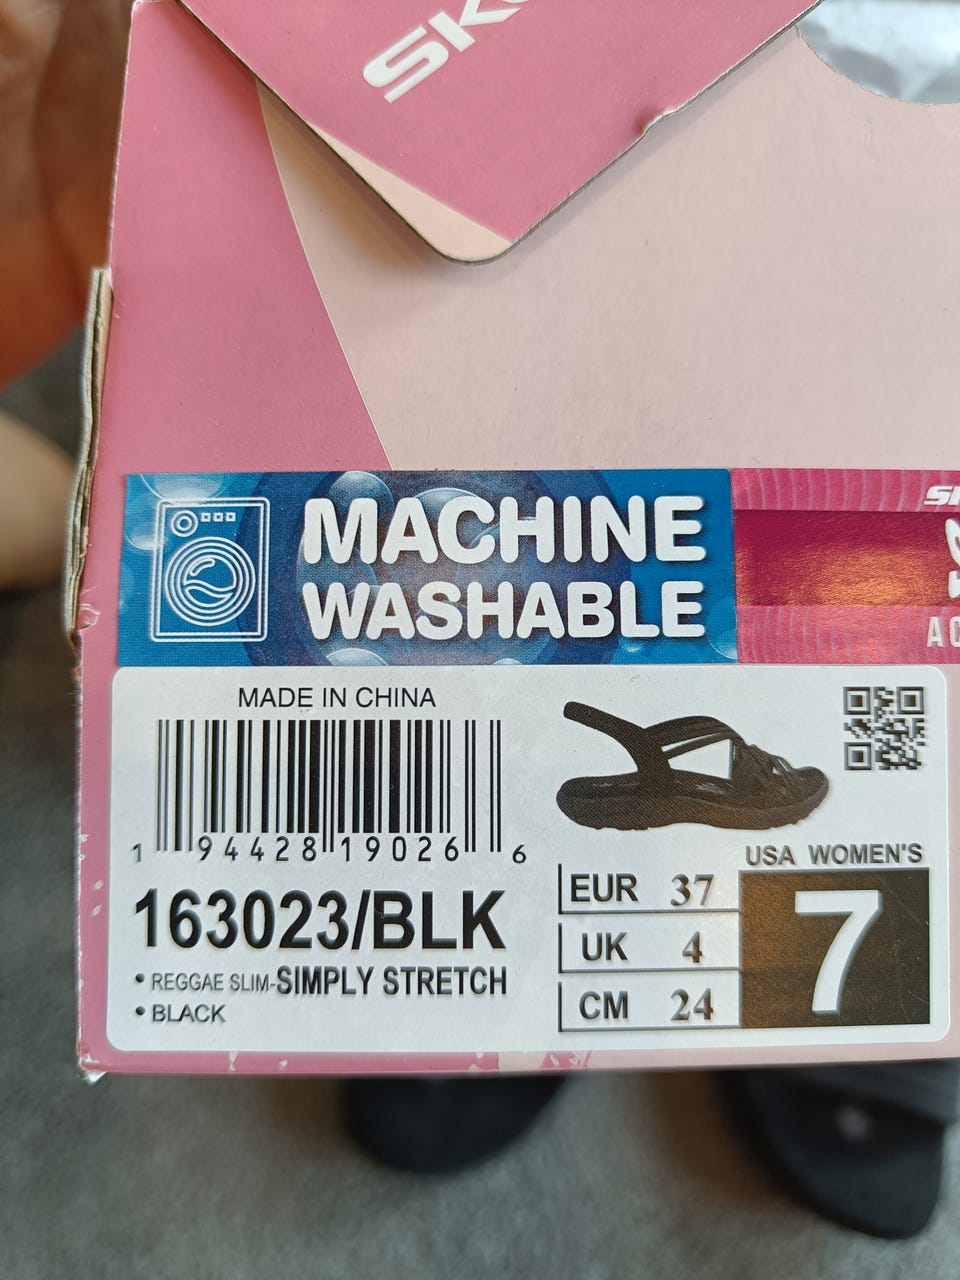 MACHINE
WASHABLE
MADE IN CHINA
1 94428 19026 6
163023/BLK
• REGGAE SLIM-SIMPLY STRETCH
• BLACK
USA WOMEN'S
EUR 37
UK 4
CM 24
7